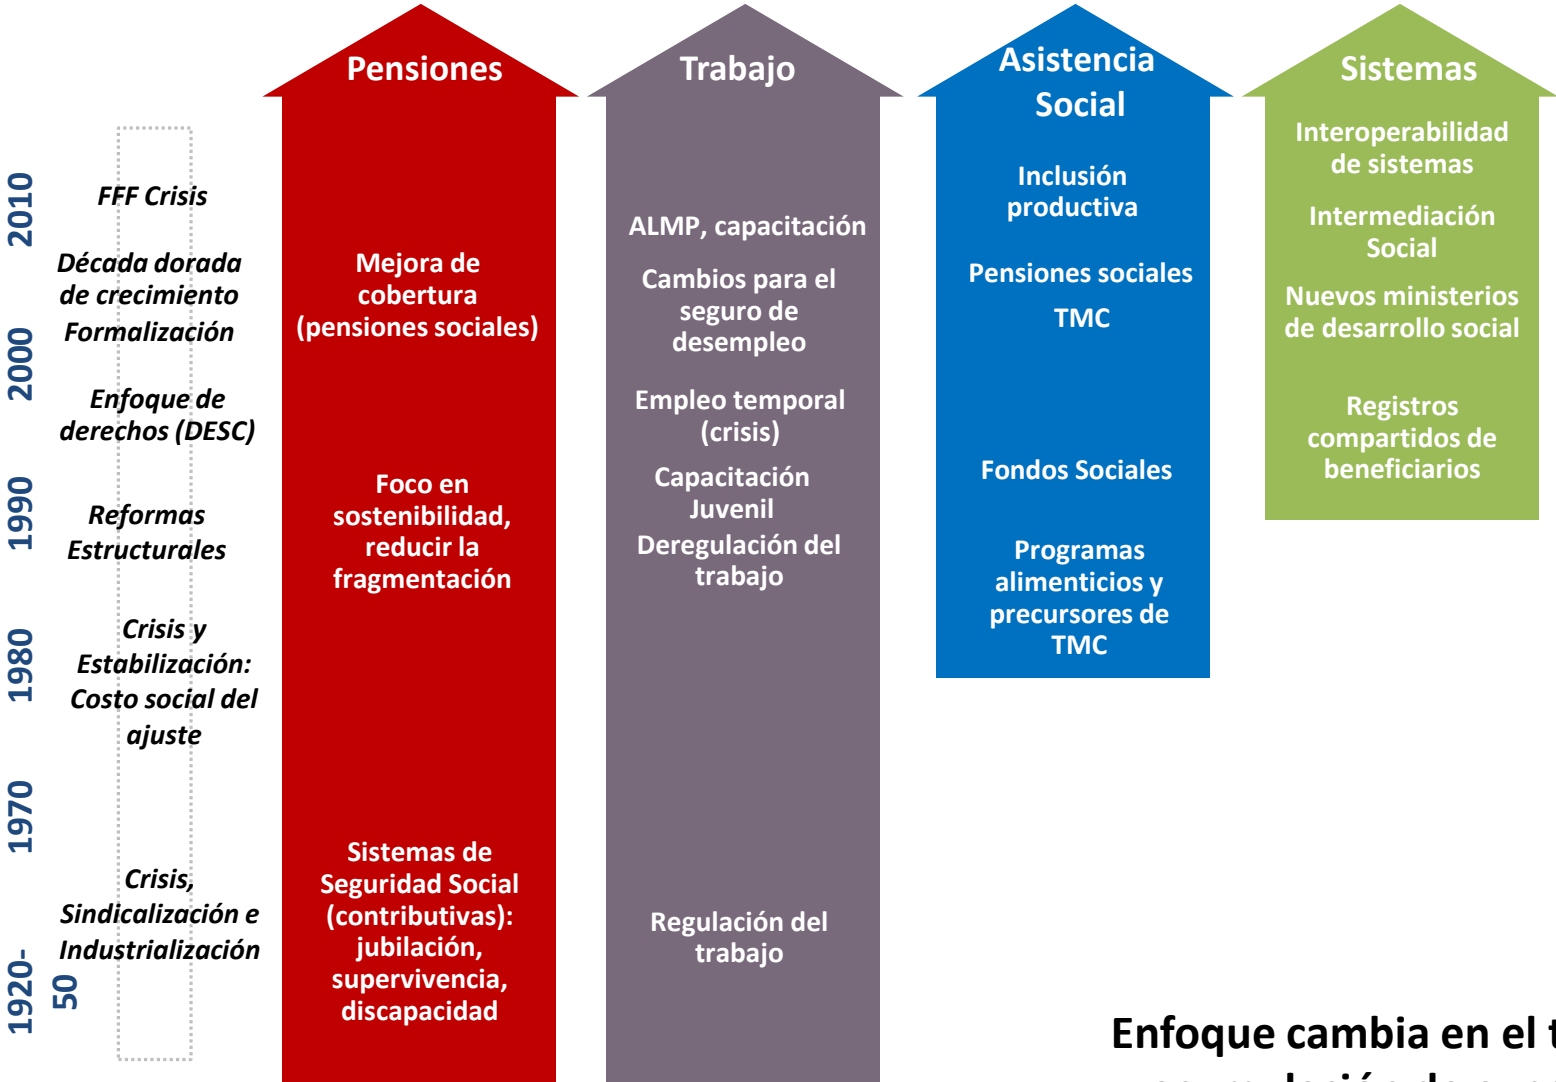 Pensiones
Trabajo
Asistencia
Social
Sistemas
2010
2000
1990
1980
1970
1920-
50
FFF Crisis
Década dorada
de crecimiento
Formalización
Enfoque de
derechos (DESC)
Reformas
Estructurales
Crisis y
Estabilización:
Costo social del
ajuste
Crisis,
Sindicalización e
Industrialización
Mejora de
cobertura
(pensiones sociales)
Foco en
sostenibilidad,
reducir la
fragmentación
Sistemas de
Seguridad Social
(contributivas):
jubilación,
supervivencia,
discapacidad
ALMP, capacitación
Cambios para el
seguro de
desempleo
Empleo temporal
(crisis)
Capacitación
Juvenil
Deregulación del
trabajo
Regulación del
trabajo
Inclusión
productiva
Pensiones sociales
TMC
Fondos Sociales
Programas
alimenticios y
precursores de
TMC
Interoperabilidad
de sistemas
Intermediación
Social
Nuevos ministerios
de desarrollo social
Registros
compartidos de
beneficiarios
Enfoque cambia en el t